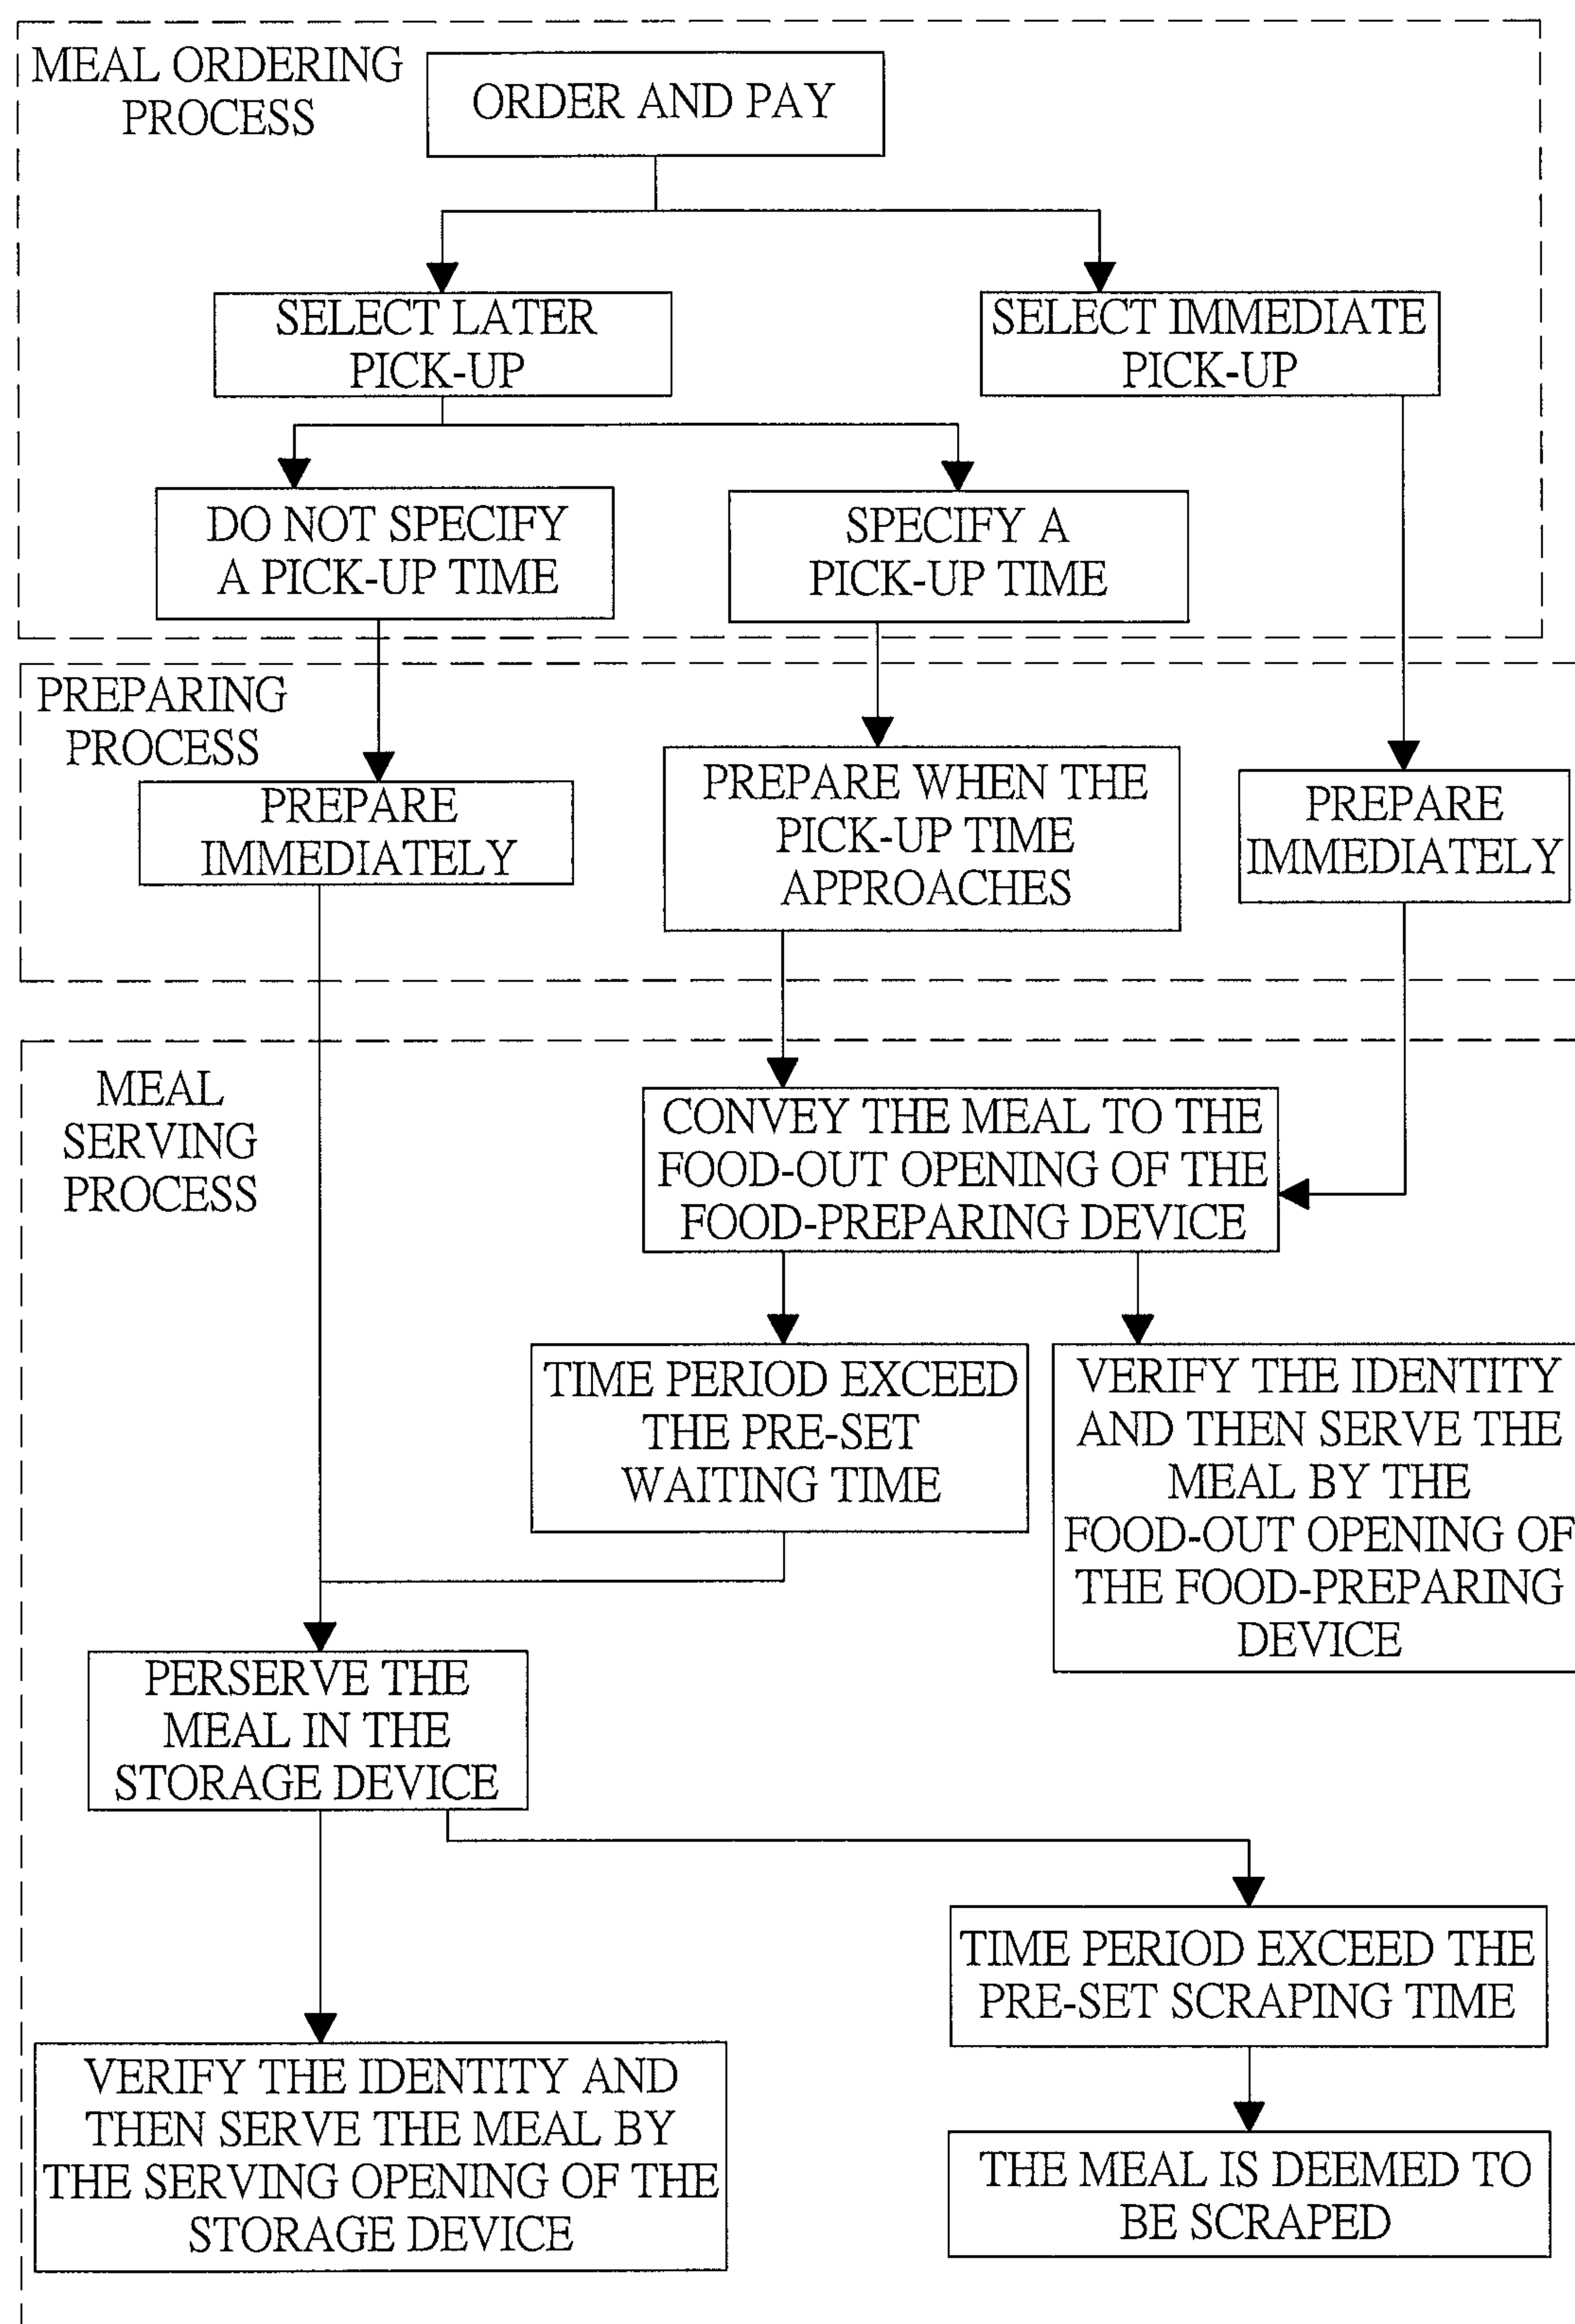 MEAL ORDERING
PROCESS
ORDER AND PAY
SELECT LATER
PICK-UP
SELECT IMMEDIATE
PICK-UP
DO NOT SPECIFY
A PICK-UP TIME
SPECIFY A
PICK-UP TIME
PREPARING
PROCESS
PREPARE
IMMEDIATELY
PREPARE WHEN THE
PICK-UP TIME
APPROACHES
PREPARE
IMMEDIATELY
MEAL
SERVING
PROCESS
CONVEY THE MEAL TO THE
FOOD-OUT OPENING OF THE
FOOD-PREPARING DEVICE
TIME PERIOD EXCEED
THE PRE-SET
WAITING TIME
VERIFY THE IDENTITY
AND THEN SERVE THE
MEAL BY THE
FOOD-OUT OPENING OF
THE FOOD-PREPARING
DEVICE
PERSERVE THE
MEAL IN THE
STORAGE DEVICE
TIME PERIOD EXCEED THE
PRE-SET SCRAPING TIME
VERIFY THE IDENTITY AND
THEN SERVE THE MEAL BY
THE SERVING OPENING OF THE
STORAGE DEVICE
THE MEAL IS DEEMED TO
BE SCRAPED